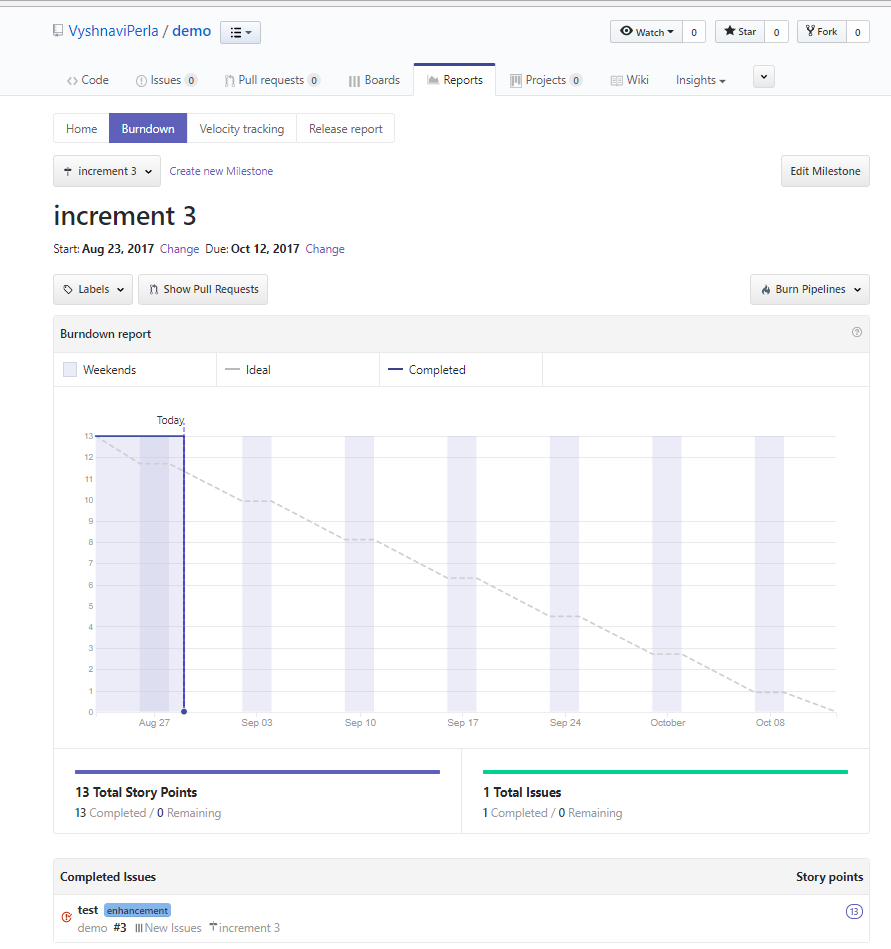 VyshnaviPerla / demo
Watch 0 Star 0 Fork 0
Code Issues 0 Pull requests 0 Boards Reports Projects 0 Wiki Insights
Home Burndown Velocity tracking Release report
increment 3 Create new Milestone Edit Milestone
increment 3
Start: Aug 23, 2017 Change Due: Oct 12, 2017 Change
Labels Show Pull Requests Burn Pipelines
Burndown report
Weekends Ideal Completed
Today
13
12
11
10
9
8
7
6
5
4
3
2
1
0
Aug 27 Sep 03 Sep 10 Sep 17 Sep 24 October Oct 08
13 Total Story Points 1 Total Issues
13 Completed / 0 Remaining 1 Completed / 0 Remaining
Completed Issues Story points
test enhancement 13
demo #3 New Issues increment 3